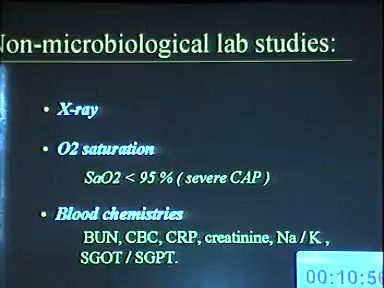 Non-microbiological lab studies:
• X-ray
• O2 saturation
SaO2 < 95 % ( severe CAP )
• Blood chemistries
BUN, CBC, CRP, creatinine, Na / K ,
SGOT / SGPT.
00:10:56